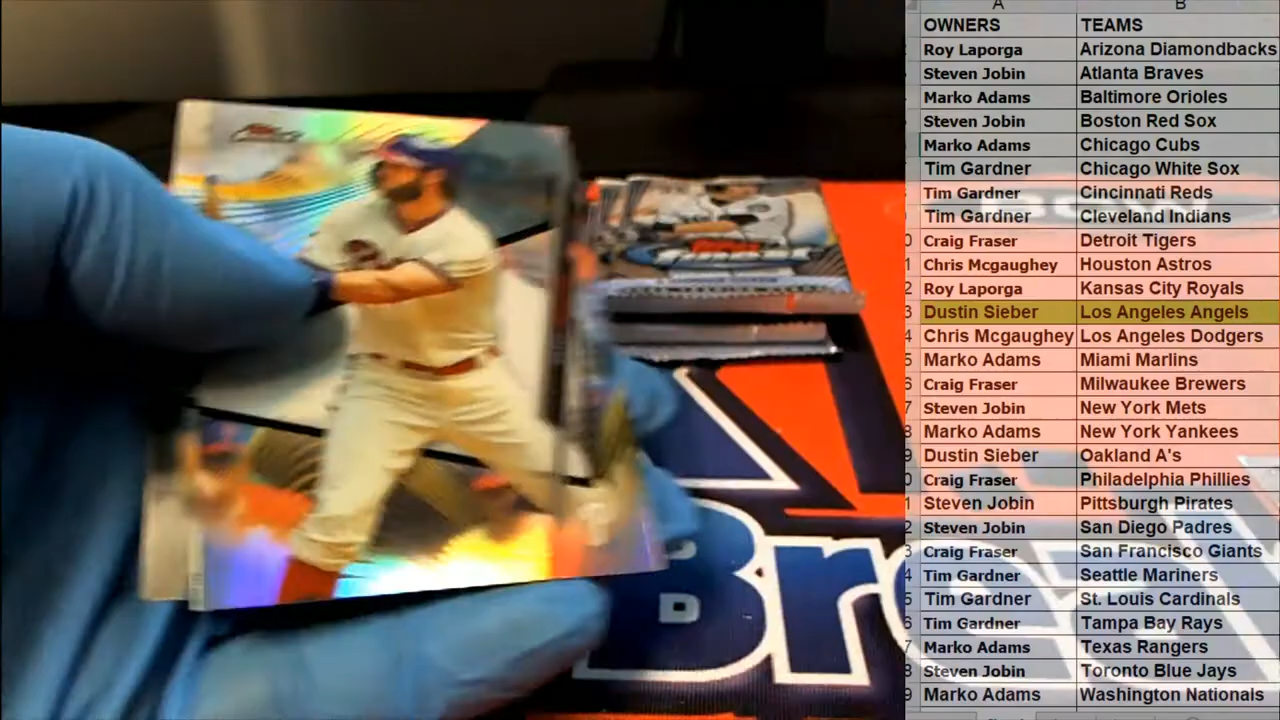 A B
OWNERS TEAMS
Roy Laporga Arizona Diamondbacks
Steven Jobin Atlanta Braves
Marko Adams Baltimore Orioles
Steven Jobin Boston Red Sox
Marko Adams Chicago Cubs
Tim Gardner Chicago White Sox
Tim Gardner Cincinnati Reds
Tim Gardner Cleveland Indians
Craig Fraser Detroit Tigers
Chris Mcgaughey Houston Astros
Roy Laporga Kansas City Royals
Dustin Sieber Los Angeles Angels
Chris Mcgaughey Los Angeles Dodgers
Marko Adams Miami Marlins
Craig Fraser Milwaukee Brewers
Steven Jobin New York Mets
Marko Adams New York Yankees
Dustin Sieber Oakland A's
Craig Fraser Philadelphia Phillies
Steven Jobin Pittsburgh Pirates
Steven Jobin San Diego Padres
Craig Fraser San Francisco Giants
Tim Gardner Seattle Mariners
Tim Gardner St. Louis Cardinals
Tim Gardner Tampa Bay Rays
Marko Adams Texas Rangers
Steven Jobin Toronto Blue Jays
Marko Adams Washington Nationals
Topps
Finest
Br